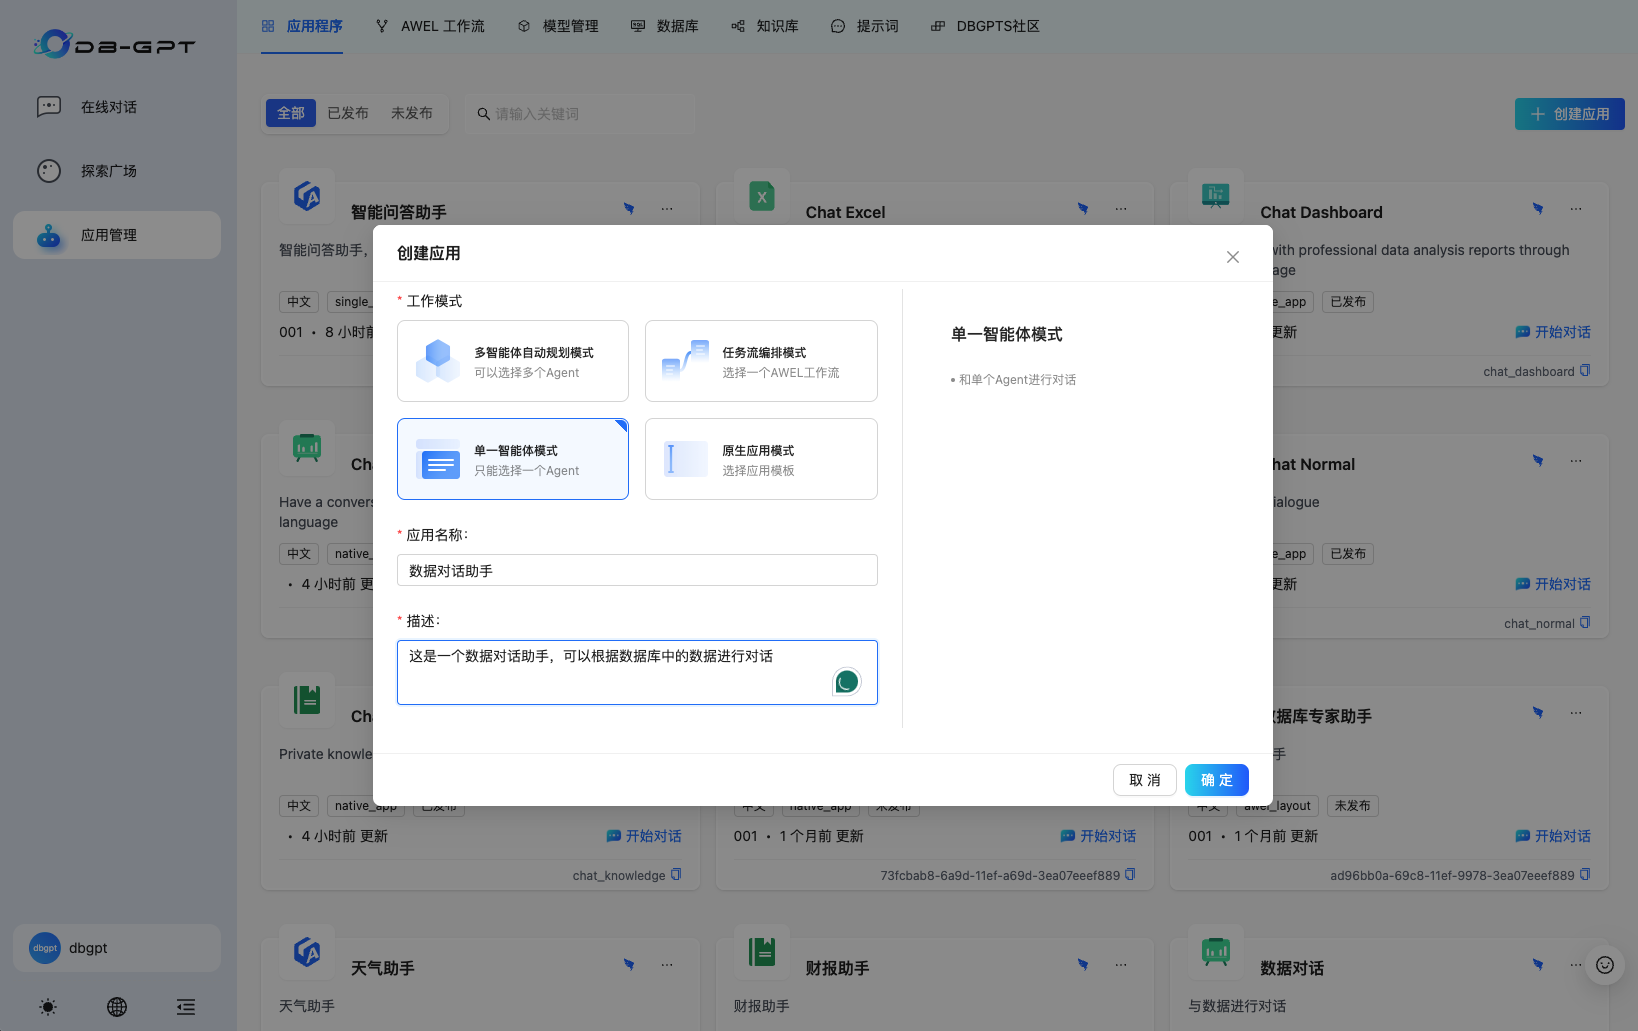 DB-GPT
在线对话
探索广场
应用管理
dbgpt
dbgpt
应用程序
AWEL 工作流
模型管理
数据库
知识库
提示词
DBGPTS社区
全部
已发布
未发布
请输入关键词
创建应用
智能问答助手
智能问答助手，
中文
single_
001 • 8 小时前
Chat Excel
Chat Dashboard
with professional data analysis reports through
age
e_app
已发布
更新
开始对话
chat_dashboard
创建应用
* 工作模式
多智能体自动规划模式
可以选择多个Agent
任务流编排模式
选择一个AWEL工作流
单一智能体模式
只能选择一个Agent
原生应用模式
选择应用模板
* 应用名称：
数据对话助手
* 描述：
这是一个数据对话助手，可以根据数据库中的数据进行对话
单一智能体模式
• 和单个Agent进行对话
取 消
确 定
Have a convers
language
中文
native_
• 4 小时前 更
hat Normal
ialogue
e_app
已发布
更新
开始对话
chat_normal
Private knowle
中文
native_app
已发布
• 4 小时前 更新
开始对话
chat_knowledge
中文
native_app
未发布
001 • 1 个月前 更新
开始对话
73fcbab8-6a9d-11ef-a69d-3ea07eeef889
数据库专家助手
手
中文
awel_layout
未发布
001 • 1 个月前 更新
开始对话
ad96bb0a-69c8-11ef-9978-3ea07eeef889
天气助手
天气助手
财报助手
财报助手
数据对话
与数据进行对话